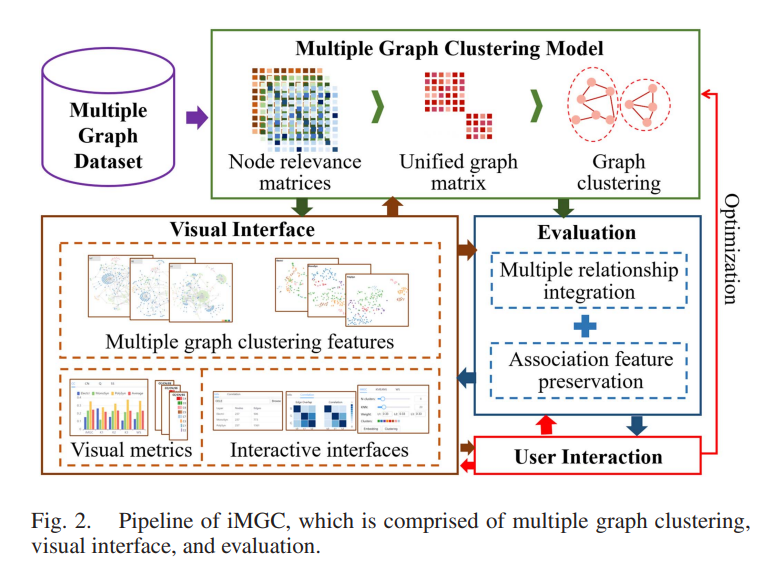 Multiple Graph Clustering Model
Multiple
Graph
Dataset
Node relevance
matrices
Unified graph
matrix
Graph
clustering
Optimization
Visual Interface
Multiple graph clustering features
Visual metrics
Interactive interfaces
Evaluation
Multiple relationship
integration
Association feature
preservation
User Interaction
Fig. 2. Pipeline of iMGC, which is comprised of multiple graph clustering,
visual interface, and evaluation.